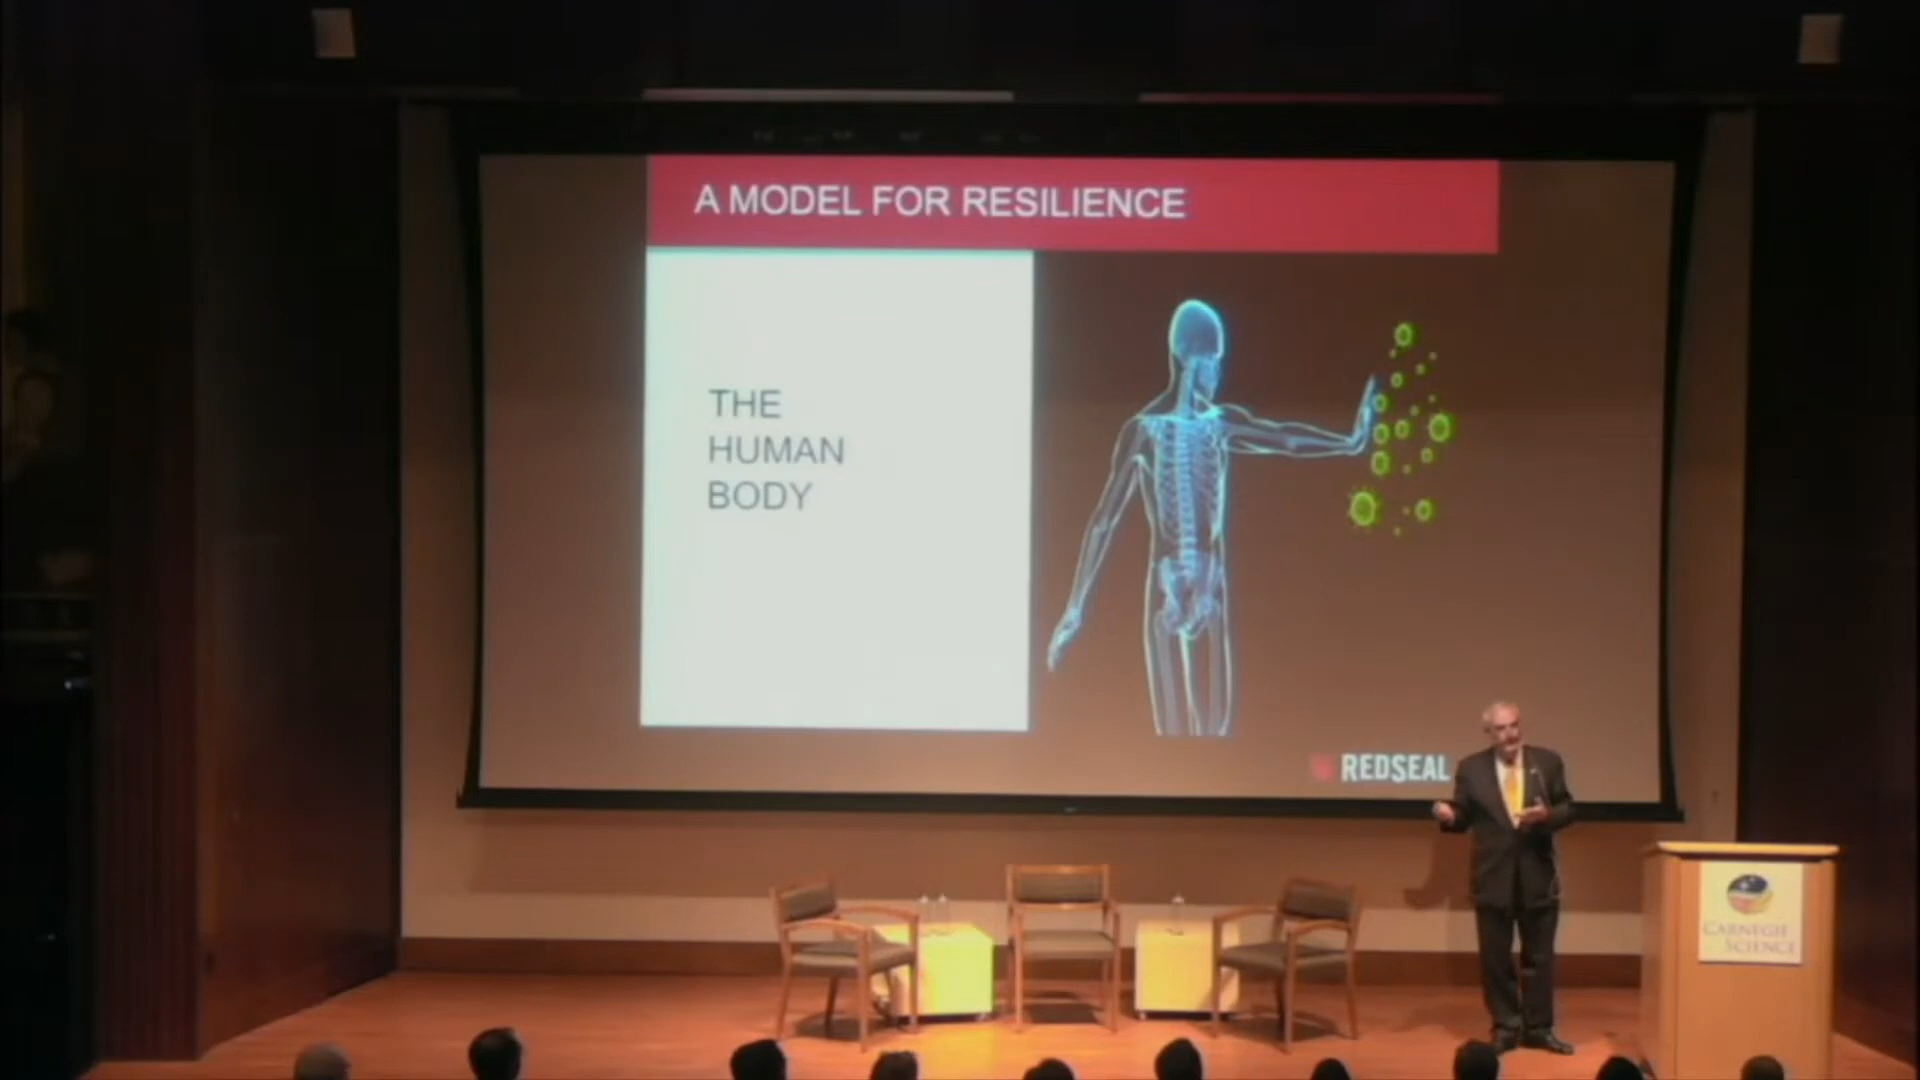 A MODEL FOR RESILIENCE
THE
HUMAN
BODY
REDSEAL
CARNEGIE
SCIENCE